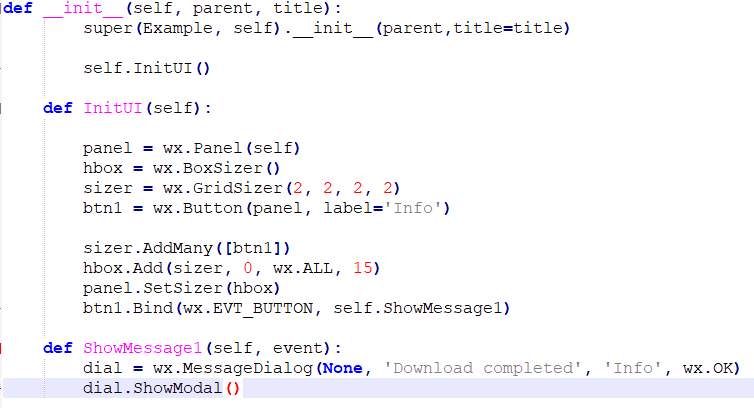 def __init__(self, parent, title):
        super(Example, self).__init__(parent,title=title)

        self.InitUI()

    def InitUI(self):

        panel = wx.Panel(self)
        hbox = wx.BoxSizer()
        sizer = wx.GridSizer(2, 2, 2, 2)
        btn1 = wx.Button(panel, label='Info')

        sizer.AddMany([btn1])
        hbox.Add(sizer, 0, wx.ALL, 15)
        panel.SetSizer(hbox)
        btn1.Bind(wx.EVT_BUTTON, self.ShowMessage1)

    def ShowMessage1(self, event):
        dial = wx.MessageDialog(None, 'Download completed', 'Info', wx.OK)
        dial.ShowModal()